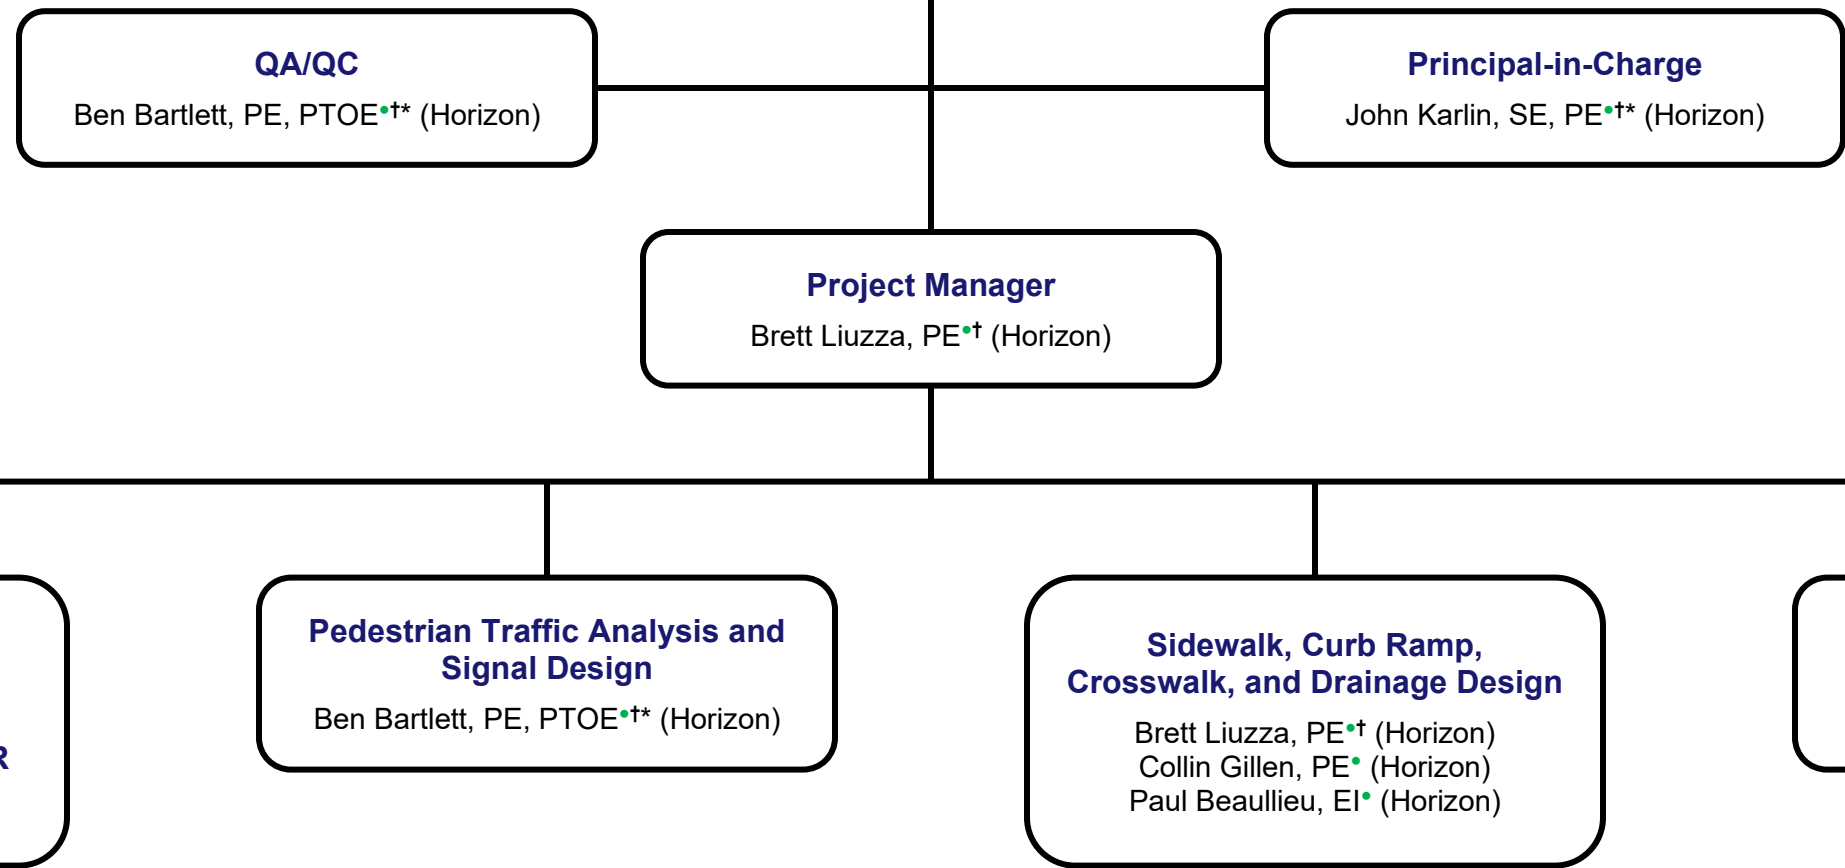 QA/QC
Ben Bartlett, PE, PTOE•†* (Horizon)
Principal-in-Charge
John Karlin, SE, PE•†* (Horizon)
Project Manager
Brett Liuzza, PE•† (Horizon)
R
Pedestrian Traffic Analysis and
Signal Design
Ben Bartlett, PE, PTOE•†* (Horizon)
Sidewalk, Curb Ramp,
Crosswalk, and Drainage Design
Brett Liuzza, PE•† (Horizon)
Collin Gillen, PE• (Horizon)
Paul Beaullieu, EI• (Horizon)